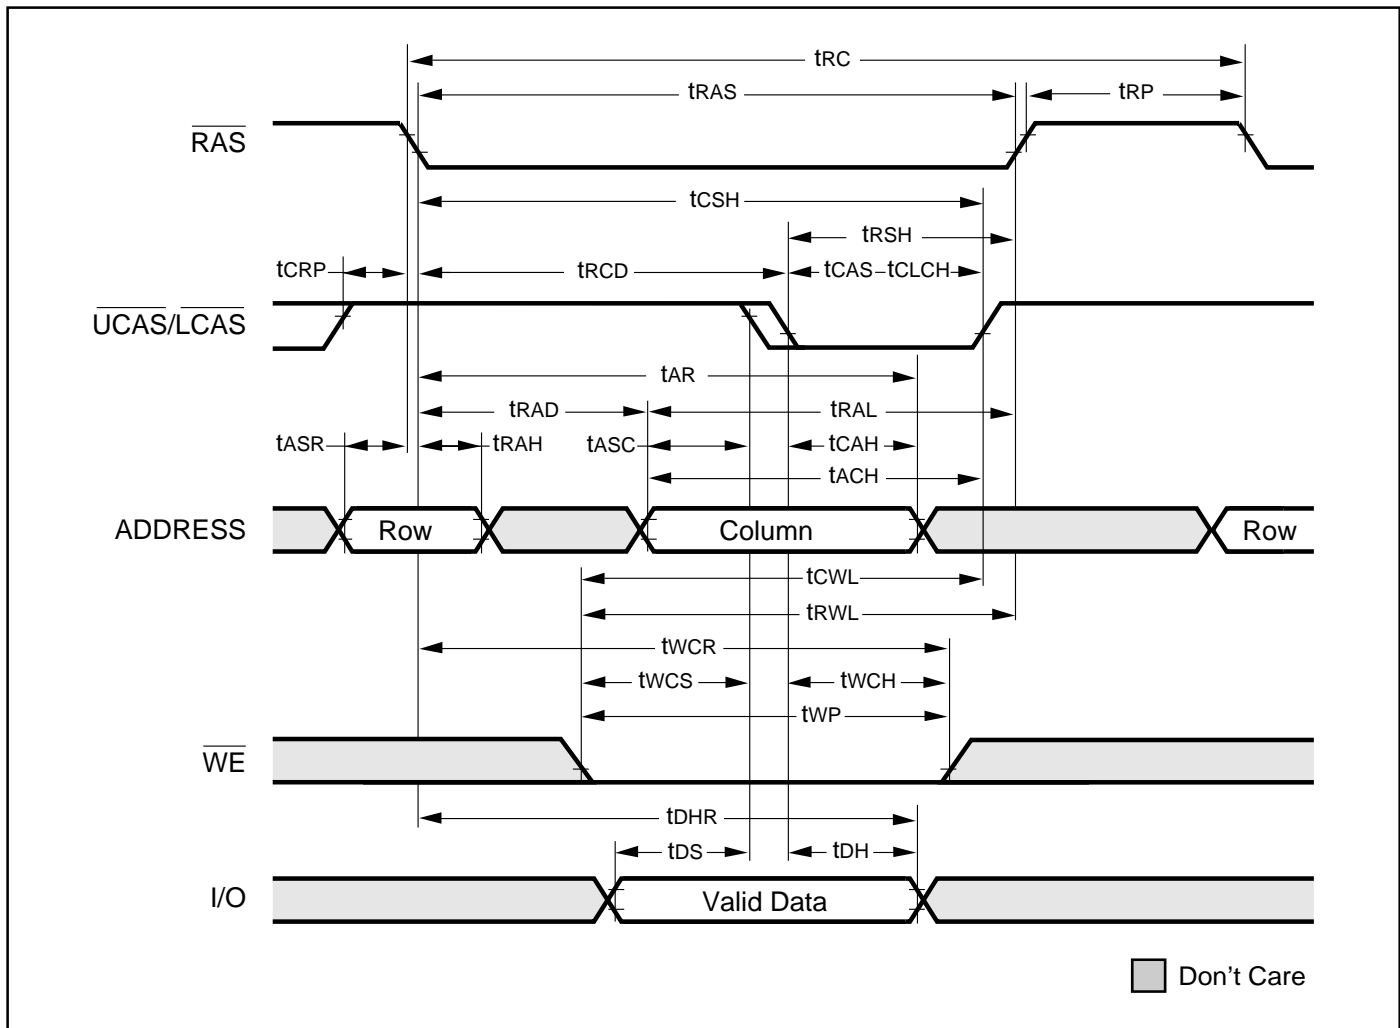 tRC
tRAS
tRP
RAS
tCSH
tRSH
tCRP
tRCD
tCAS tCLCH
UCAS/LCAS
tAR
tRAD
tRAL
tASR
tRAH
tASC
tCAH
tACH
ADDRESS
Row
Column
Row
tCWL
tRWL
tWCR
tWCS
tWCH
tWP
WE
tDHR
tDS
tDH
I/O
Valid Data
Don't Care